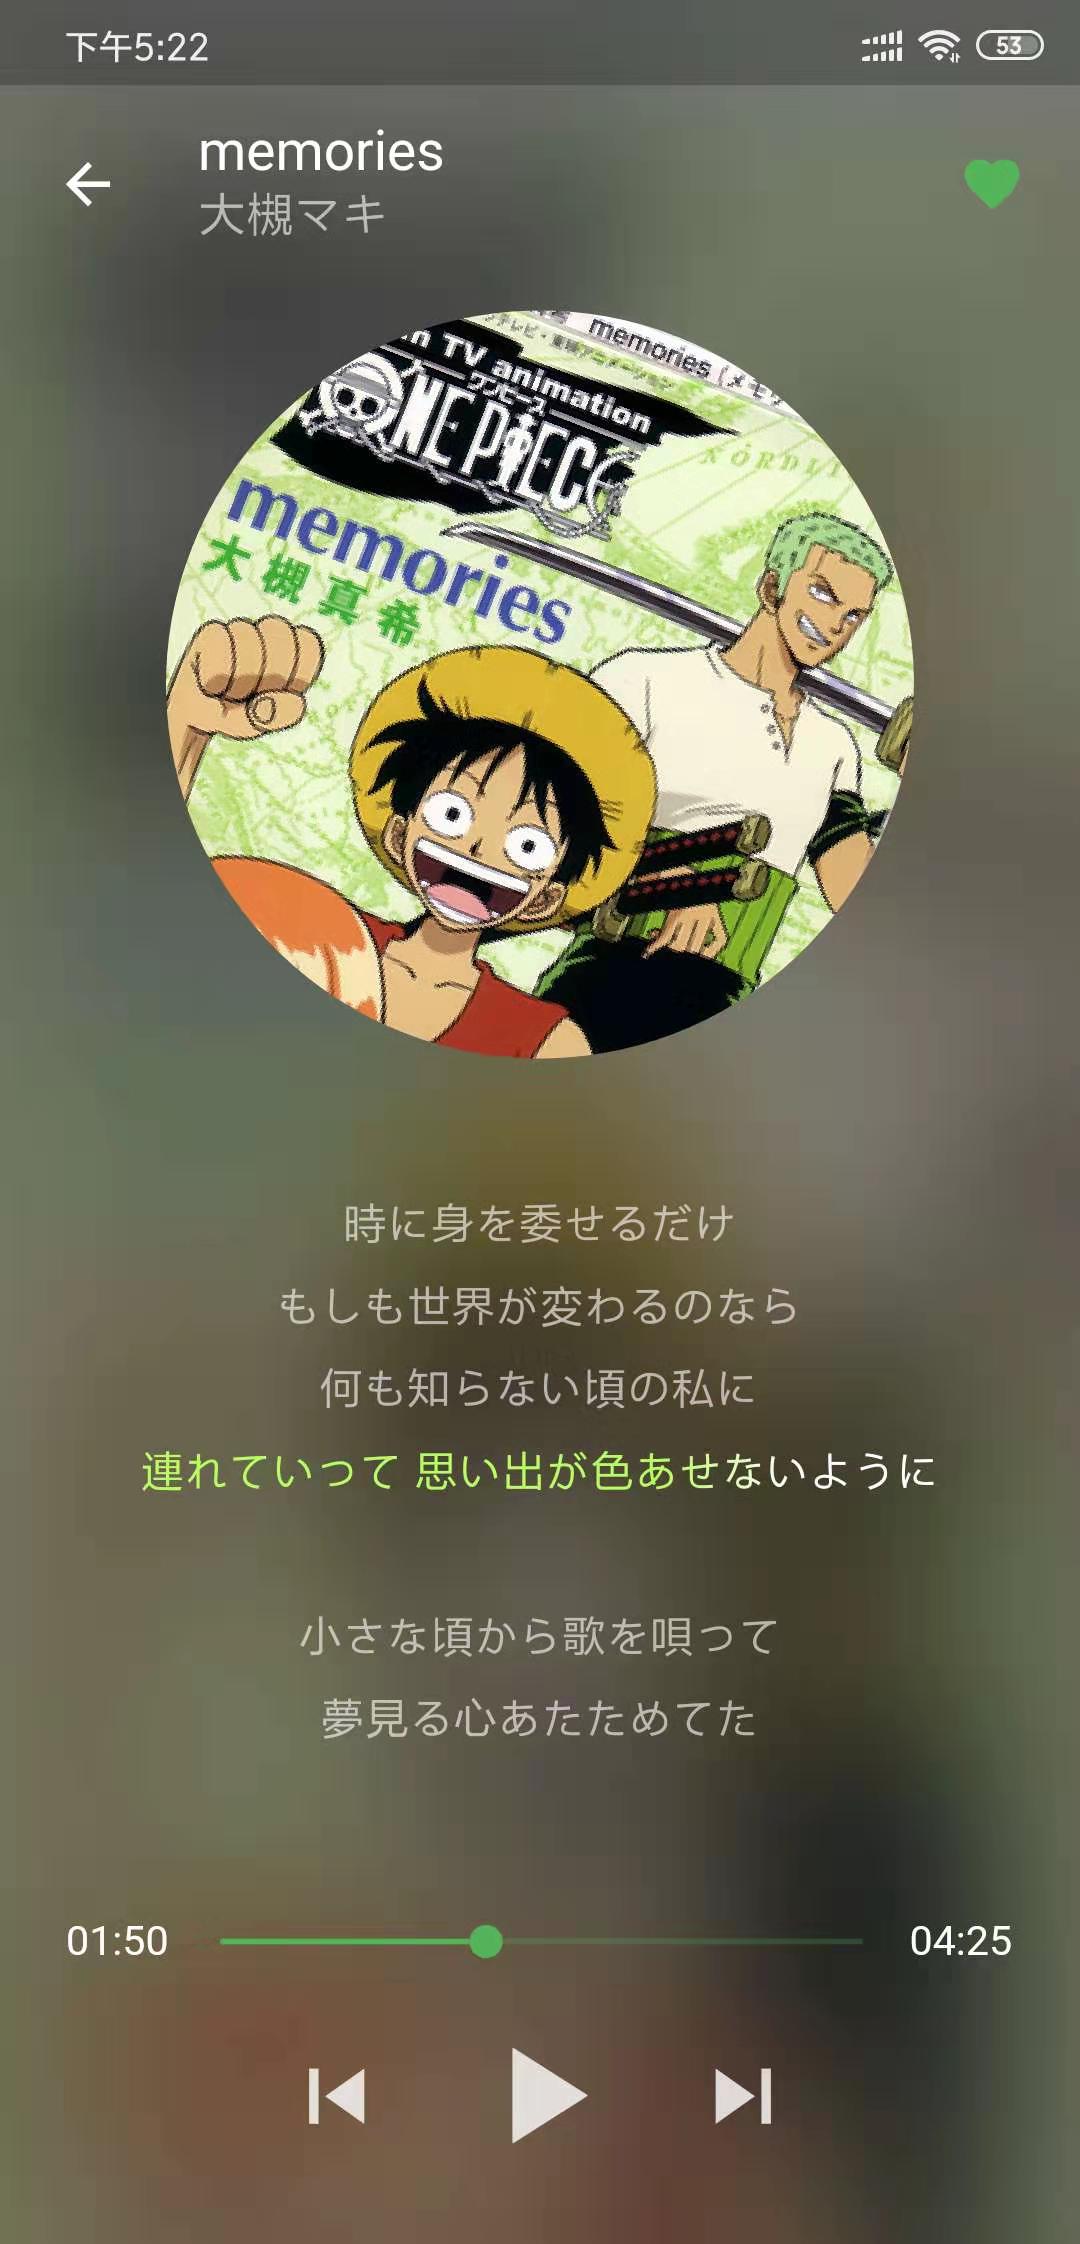 下午5:22
53
memories
大槻マキ
memories (メモ
n TV animation
ワンピース
ONE PIECE
memories
大槻真希
時に身を委せるだけ
もしも世界が変わるのなら
何も知らない頃の私に
連れていって 思い出が色あせないように
小さな頃から歌を唄って
夢見る心あたためてた
01:50
04:25